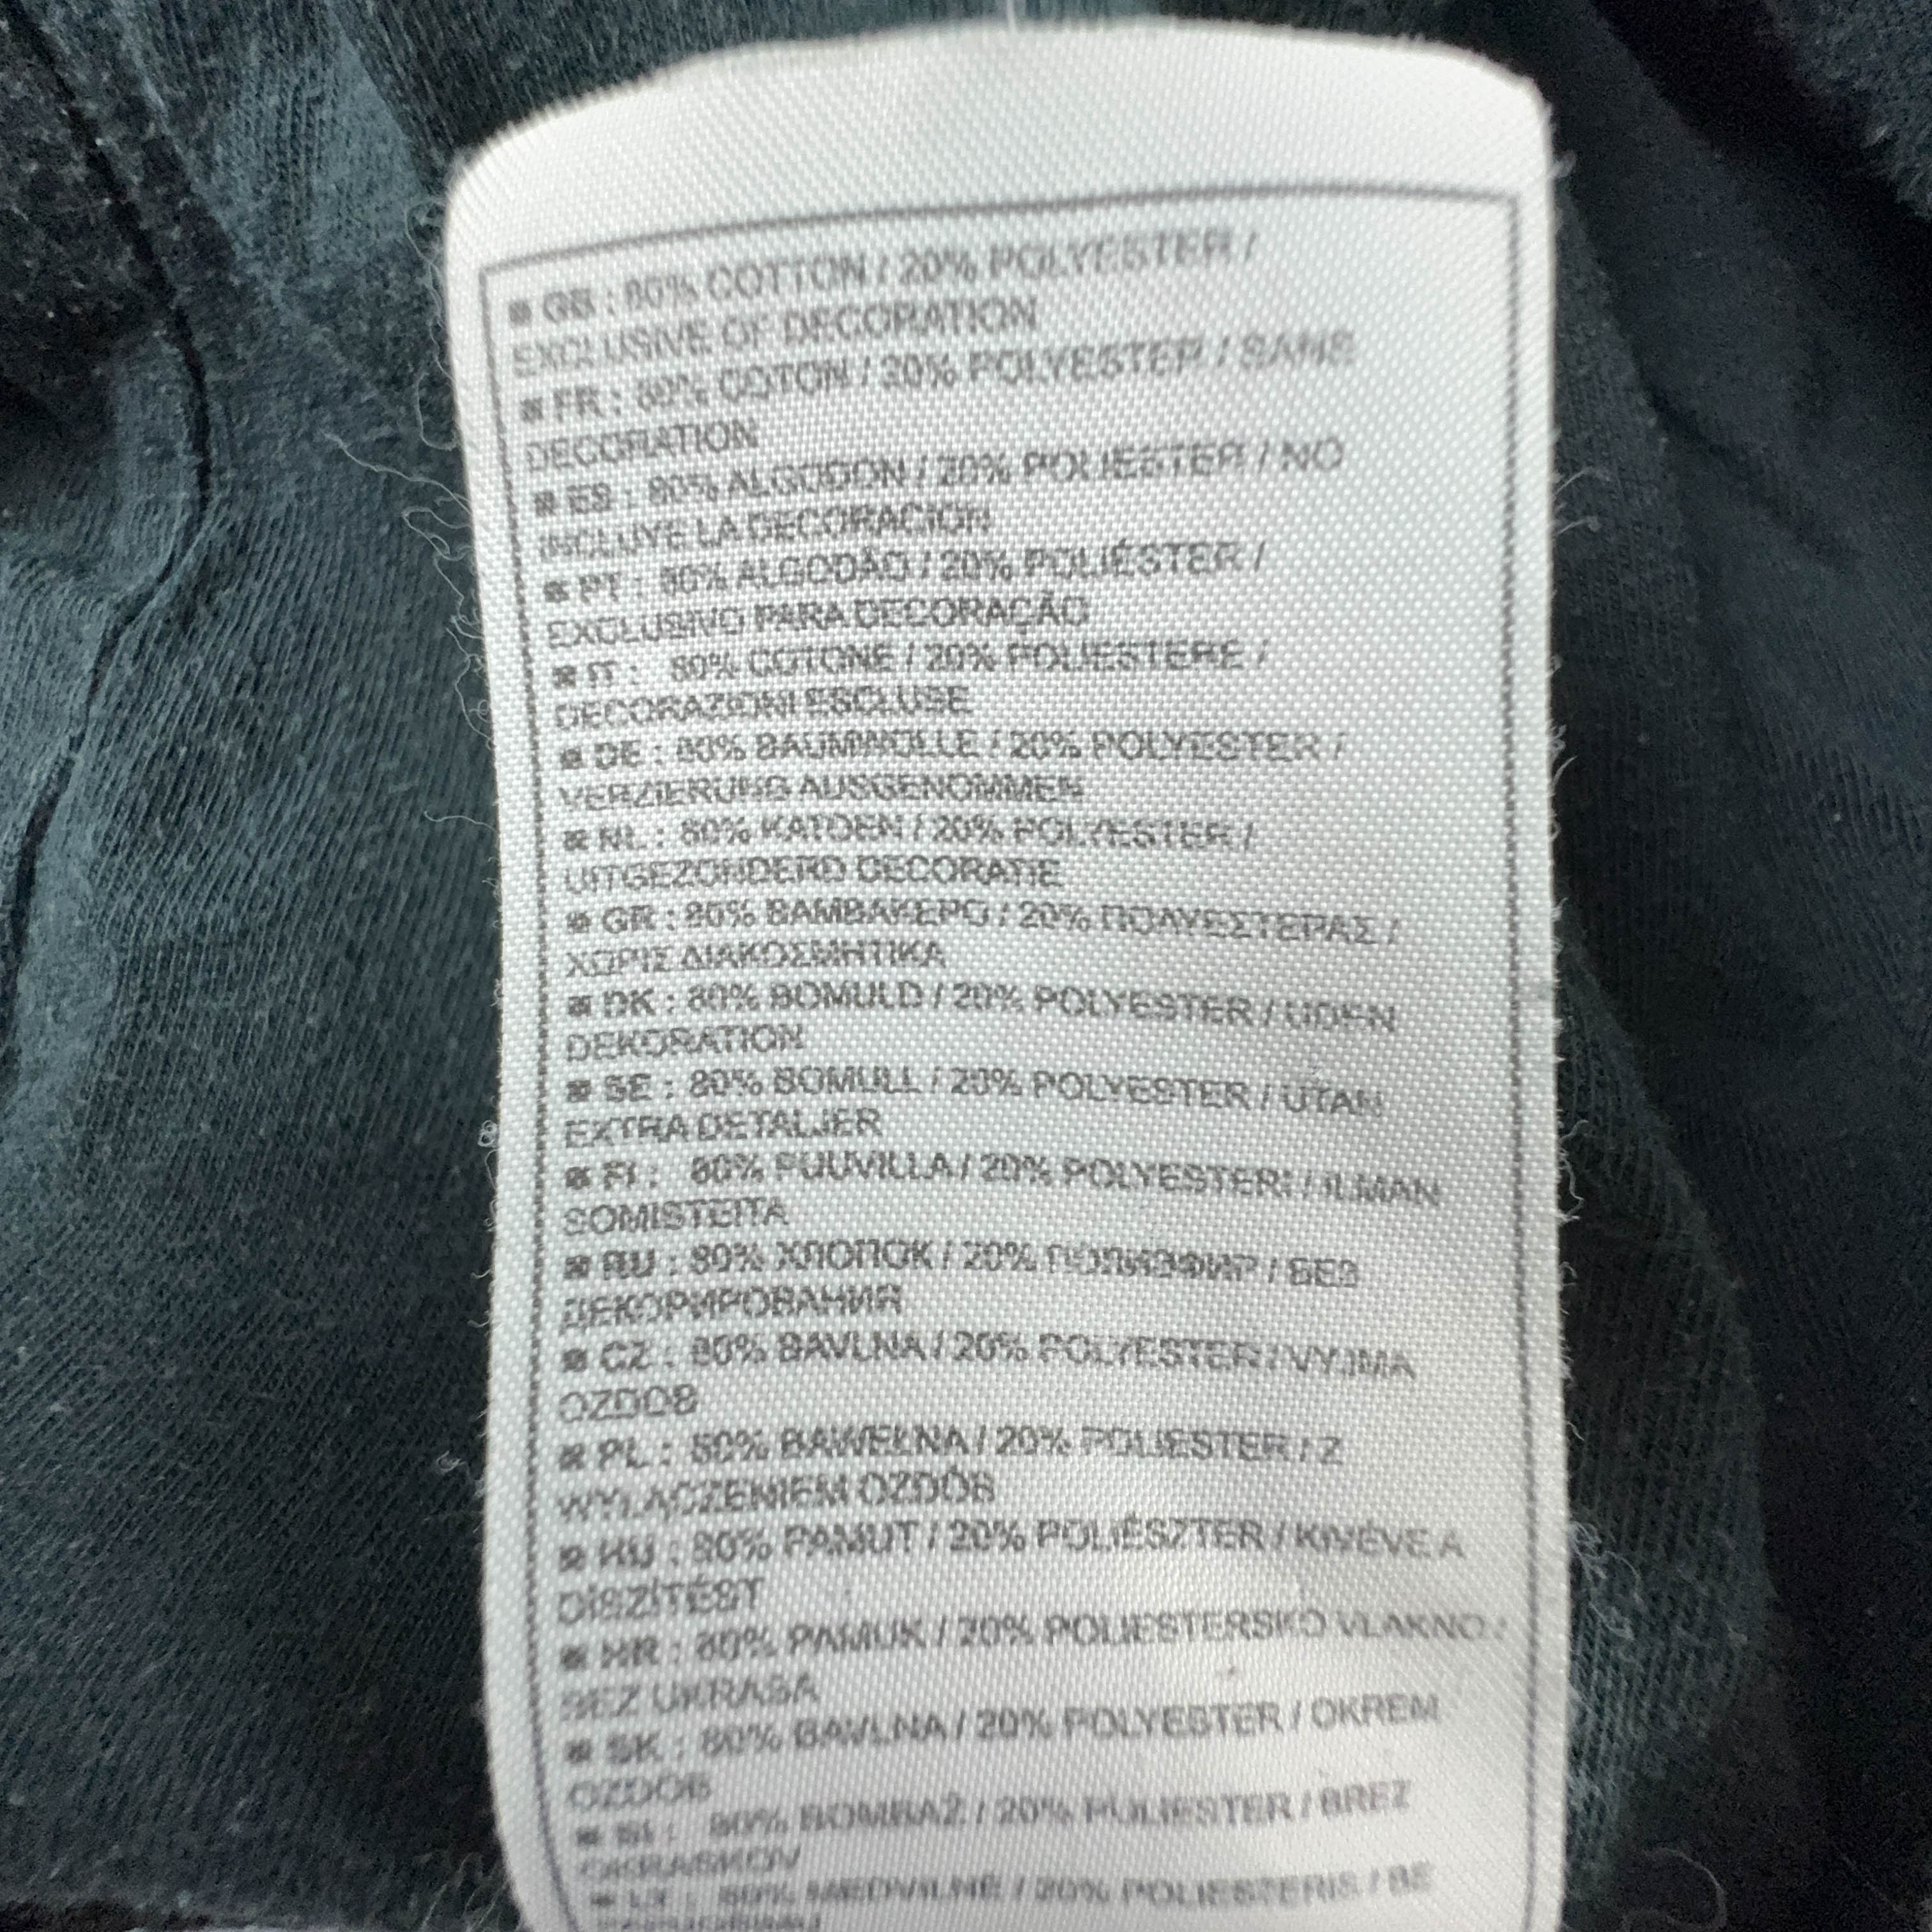 GB : 80% COTTON / 20% POLYESTER /
EXCLUSIVE OF DECORATION
FR : 80% COTON / 20% POLYESTER / SANS
DECORATION
ES : 80% ALGODON / 20% POLIESTER / NO
INCLUYE LA DECORACION
PT : 80% ALGODÃO / 20% POLIÉSTER /
EXCLUSIVO PARA DECORAÇÃO
IT : 80% COTONE / 20% POLIESTERE /
DECORAZIONI ESCLUSE
DE : 80% BAUMWOLLE / 20% POLYESTER /
VERZIERUNG AUSGENOMMEN
NL : 80% KATOEN / 20% POLYESTER /
UITGEZONDERD DECORATIE
GR : 80% ΒΑΜΒΑΚΕΡΟ / 20% ΠΟΛΥΕΣΤΕΡΑΣ /
ΧΩΡΙΣ ΔΙΑΚΟΣΜΗΤΙΚΑ
DK : 80% BOMULD / 20% POLYESTER / UDEN
DEKORATION
SE : 80% BOMULL / 20% POLYESTER / UTAN
EXTRA DETALJER
FI : 80% PUUVILLA / 20% POLYESTERI / ILMAN
SOMISTEITA
RU : 80% ХЛОПОК / 20% ПОЛИЭФИР / БЕЗ
ДЕКОРИРОВАНИЯ
CZ : 80% BAVLNA / 20% POLYESTER / VYJMA
OZDOB
PL : 80% BAWEŁNA / 20% POLIESTER / Z
WYŁĄCZENIEM OZDÓB
HU : 80% PAMUT / 20% POLIÉSZTER / KIVÉVE A
DÍSZÍTÉST
HR : 80% PAMUK / 20% POLIESTERSKO VLAKNO /
BEZ UKRASA
SK : 80% BAVLNA / 20% POLYESTER / OKREM
OZDÔB
SI : 80% BOMBAŽ / 20% POLIESTER / BREZ
OKRASKOV
80% MEDVILNĖ / 20% POLIESTERIS / BE